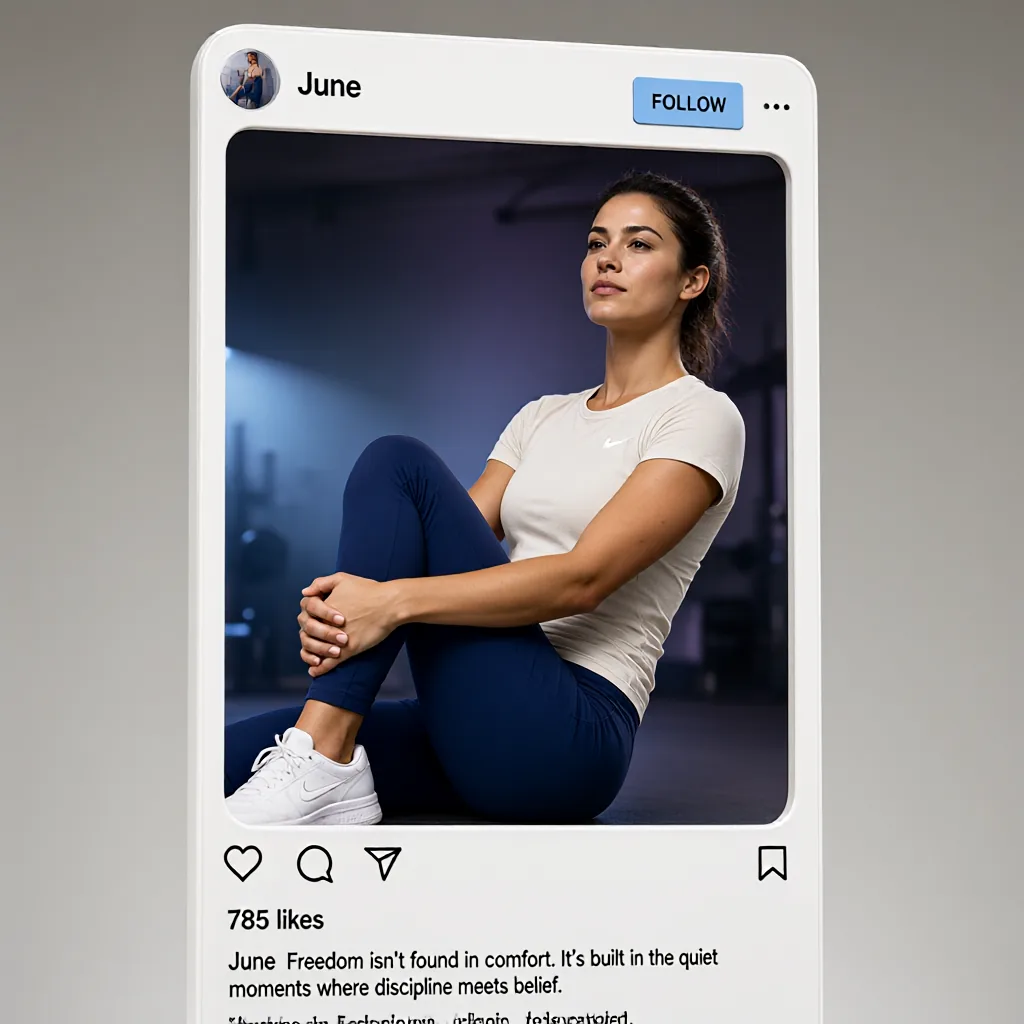 June
FOLLOW
785 likes
June Freedom isn't found in comfort. It's built in the quiet
moments where discipline meets belief.